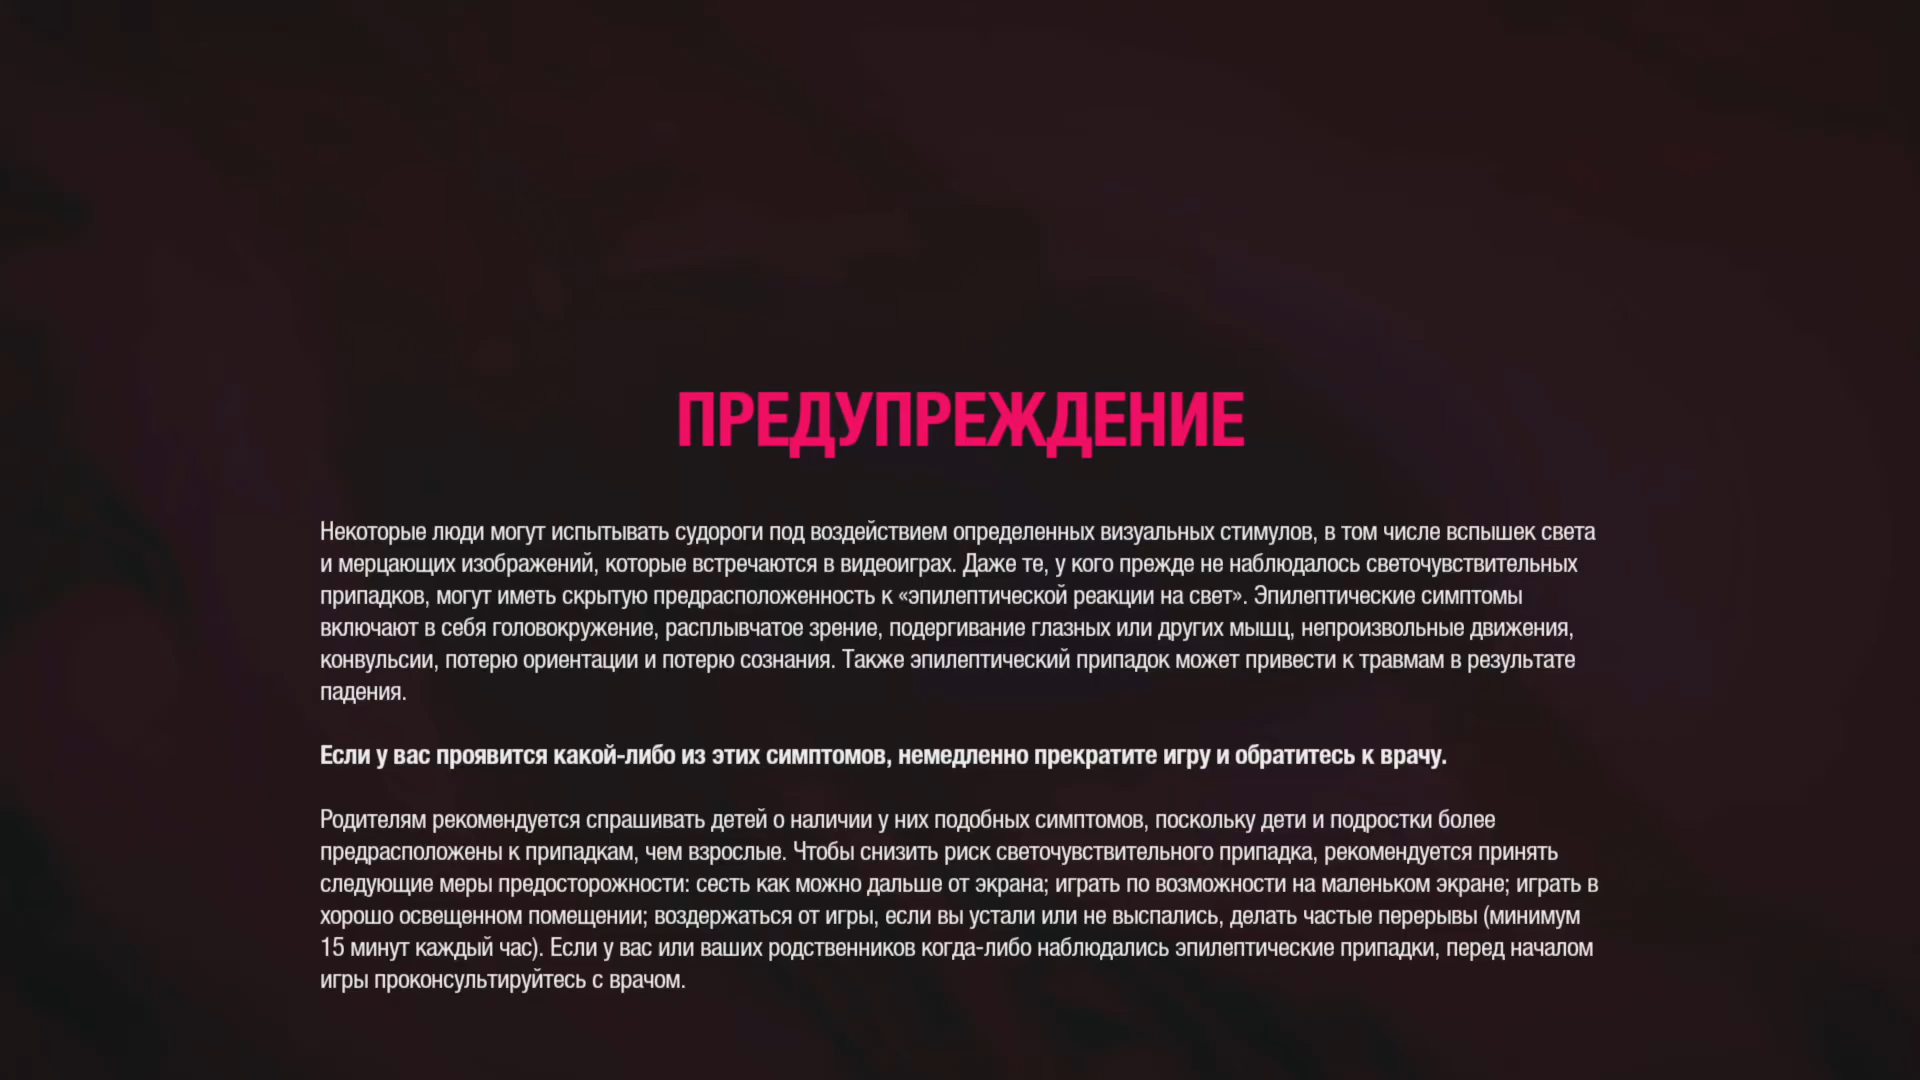 ПРЕДУПРЕЖДЕНИЕ
Некоторые люди могут испытывать судороги под воздействием определенных визуальных стимулов, в том числе вспышек света
и мерцающих изображений, которые встречаются в видеоиграх. Даже те, у кого прежде не наблюдалось светочувствительных
припадков, могут иметь скрытую предрасположенность к «эпилептической реакции на свет». Эпилептические симптомы
включают в себя головокружение, расплывчатое зрение, подергивание глазных или других мышц, непроизвольные движения,
конвульсии, потерю ориентации и потерю сознания. Также эпилептический припадок может привести к травмам в результате
падения.
Если у вас проявится какой-либо из этих симптомов, немедленно прекратите игру и обратитесь к врачу.
Родителям рекомендуется спрашивать детей о наличии у них подобных симптомов, поскольку дети и подростки более
предрасположены к припадкам, чем взрослые. Чтобы снизить риск светочувствительного припадка, рекомендуется принять
следующие меры предосторожности: сесть как можно дальше от экрана; играть по возможности на маленьком экране; играть в
хорошо освещенном помещении; воздержаться от игры, если вы устали или не выспались, делать частые перерывы (минимум
15 минут каждый час). Если у вас или ваших родственников когда-либо наблюдались эпилептические припадки, перед началом
игры проконсультируйтесь с врачом.